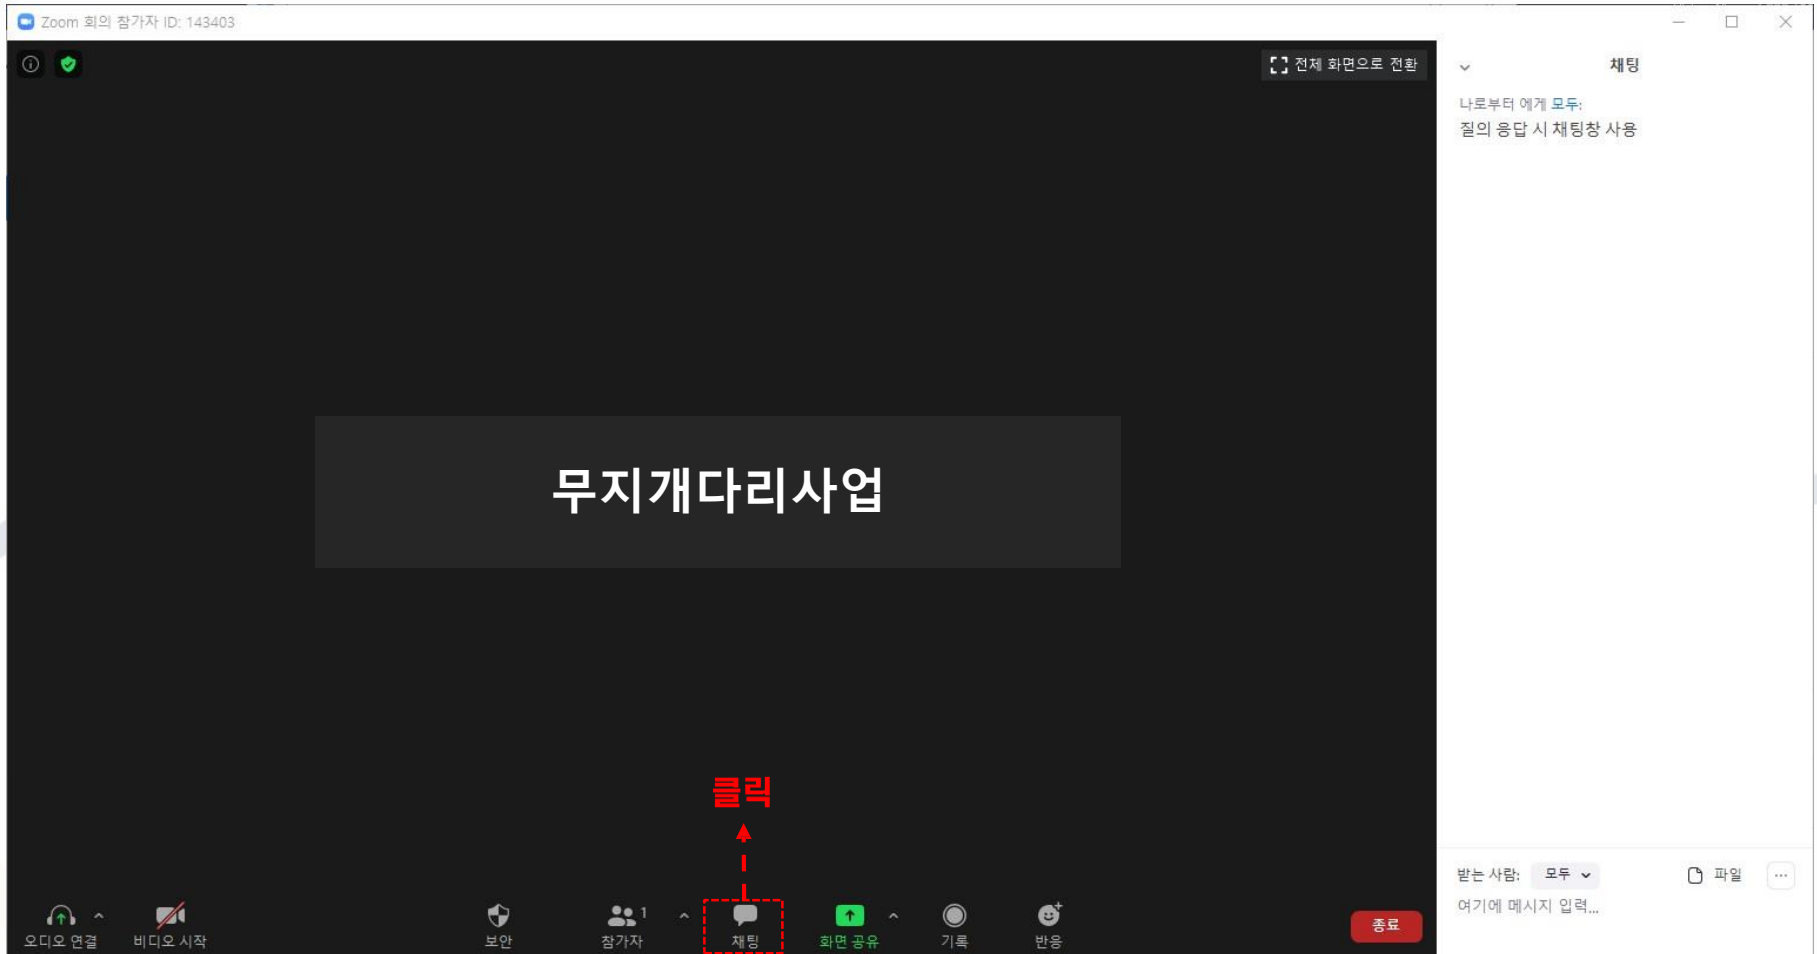 Zoom 회의 참가자 ID: 143403
전체 화면으로 전환
채팅
나로부터 에게 모두:
질의 응답 시 채팅창 사용
무지개다리사업
클릭
받는 사람: 모두 파일 ...
여기에 메시지 입력...
오디오 연결 비디오 시작 보안 참가자 1 채팅 화면 공유 기록 반응 종료